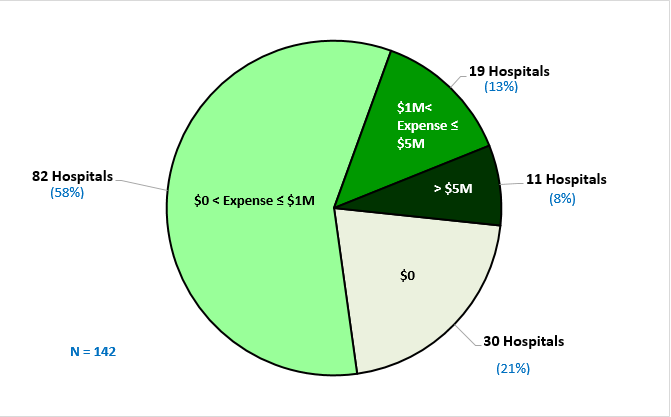 19 Hospitals
(13%)
$1M<
Expense ≤
$5M
82 Hospitals
(58%)
$0 < Expense ≤ $1M
> $5M
11 Hospitals
(8%)
$0
30 Hospitals
(21%)
N = 142